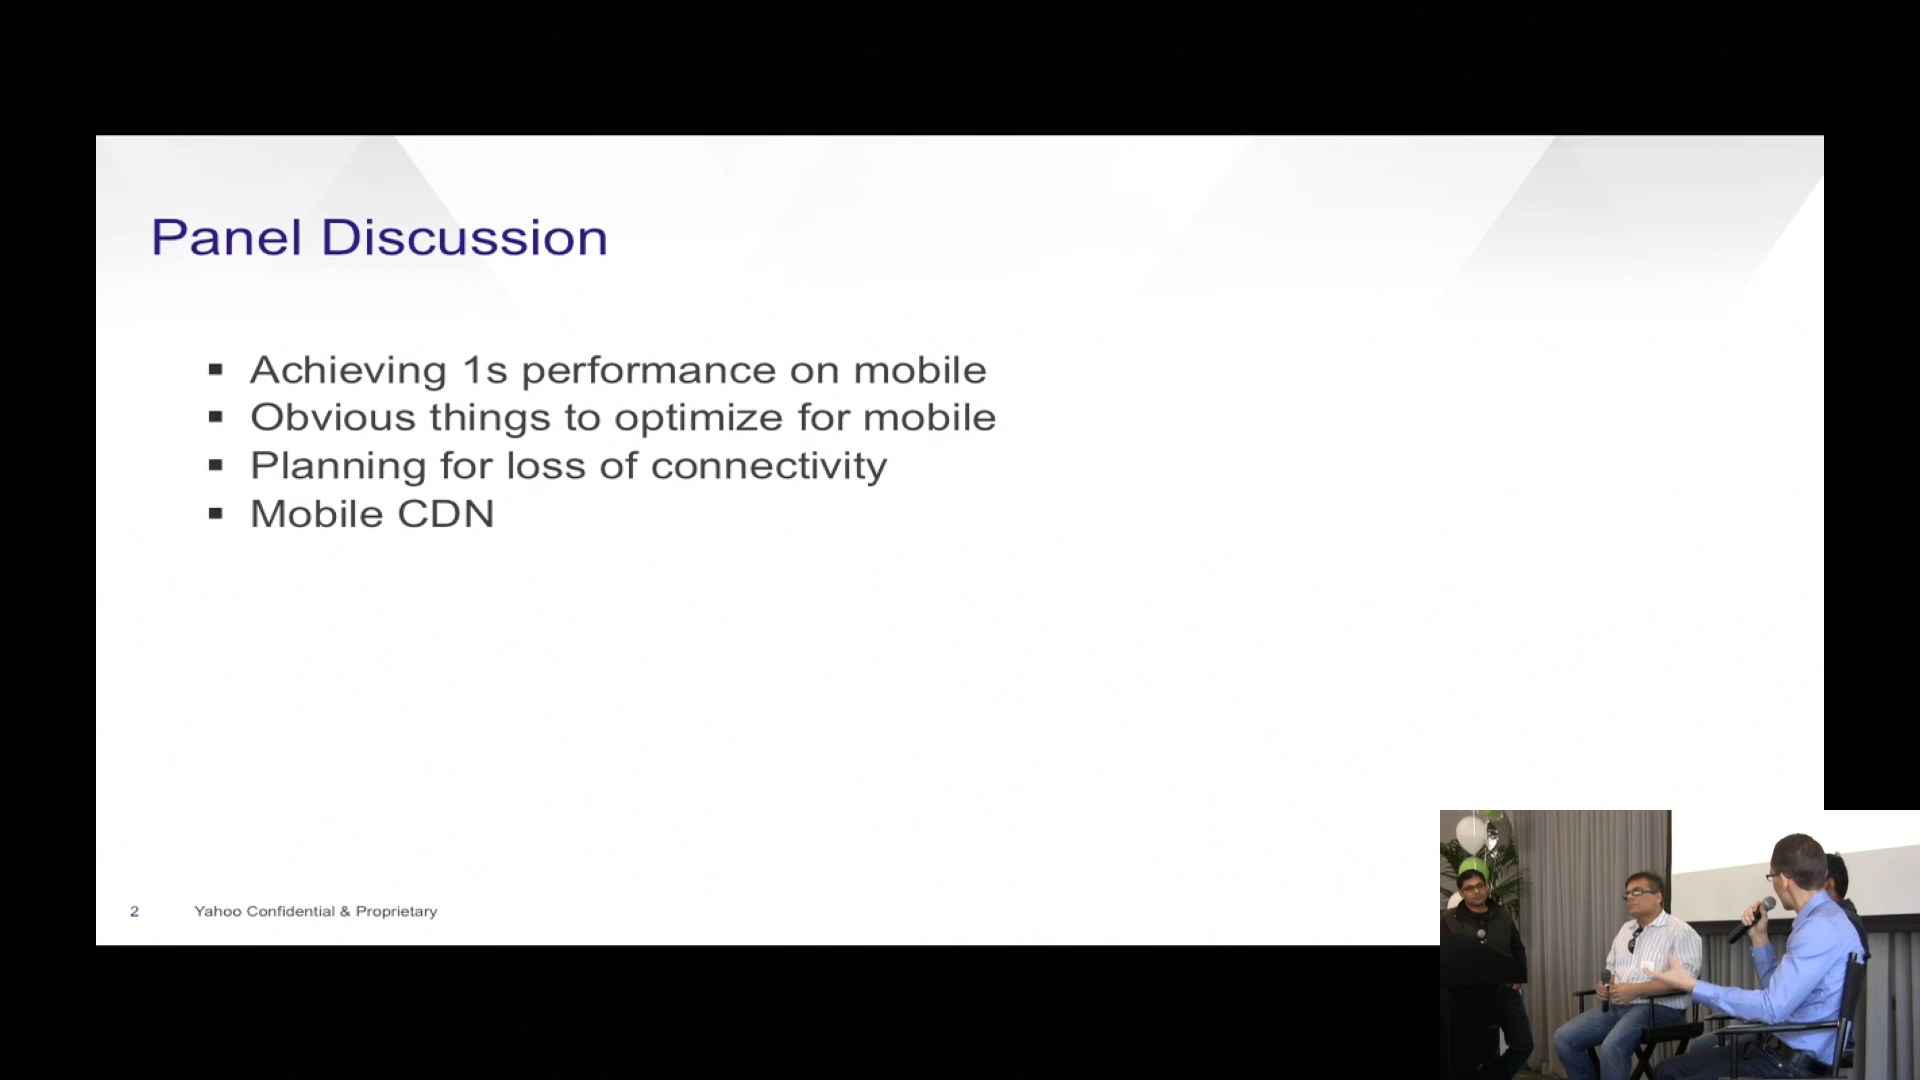 Panel Discussion
▪ Achieving 1s performance on mobile
▪ Obvious things to optimize for mobile
▪ Planning for loss of connectivity
▪ Mobile CDN
2 Yahoo Confidential & Proprietary